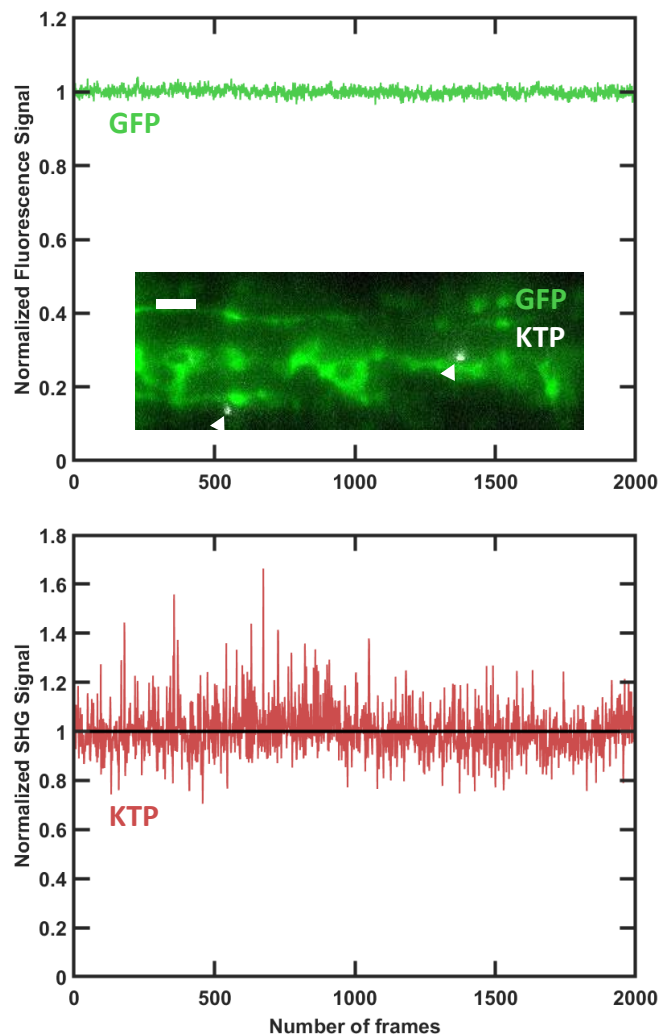 1.2
1
0.8
0.6
0.4
0.2
0
Normalized Fluorescence Signal
GFP
GFP
KTP
0 500 1000 1500 2000
1.8
1.6
1.4
1.2
1
0.8
0.6
0.4
0.2
0
Normalized SHG Signal
KTP
0 500 1000 1500 2000
Number of frames